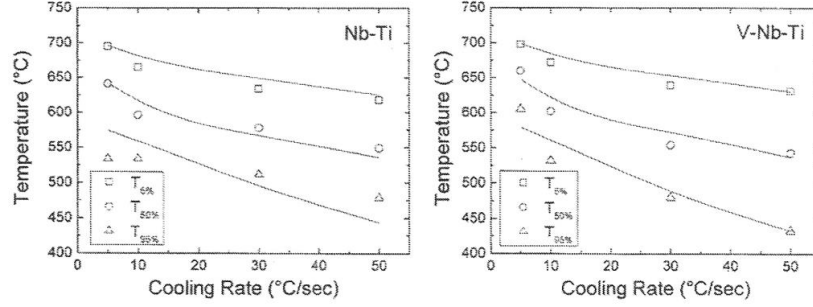 Nb-Ti
Temperature (°C)
750
700
650
600
550
500
450
400
T5%
T50%
T95%
0 10 20 30 40 50
Cooling Rate (°C/sec)
V-Nb-Ti
Temperature (°C)
750
700
650
600
550
500
450
400
T5%
T50%
T95%
0 10 20 30 40 50
Cooling Rate (°C/sec)